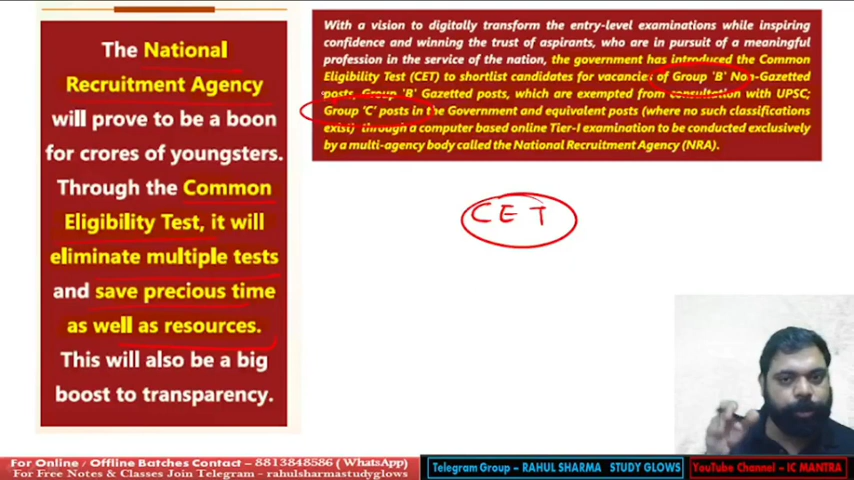 The National
Recruitment Agency
will prove to be a boon
for crores of youngsters.
Through the Common
Eligibility Test, it will
eliminate multiple tests
and save precious time
as well as resources.
This will also be a big
boost to transparency.
With a vision to digitally transform the entry-level examinations while inspiring
confidence and winning the trust of aspirants, who are in pursuit of a meaningful
profession in the service of the nation, the government has introduced the Common
Eligibility Test (CET) to shortlist candidates for vacancies of Group 'B' Non-Gazetted
posts, Group 'B' Gazetted posts, which are exempted from consultation with UPSC;
Group 'C' posts in the Government and equivalent posts (where no such classifications
exist) through a computer based online Tier-I examination to be conducted exclusively
by a multi-agency body called the National Recruitment Agency (NRA).
CET
For Online / Offline Batches Contact - 8813848586 ( WhatsApp)
For Free Notes & Classes Join Telegram - rahulsharmastudyglows
Telegram Group – RAHUL SHARMA STUDY GLOWS
YouTube Channel – IC MANTRA